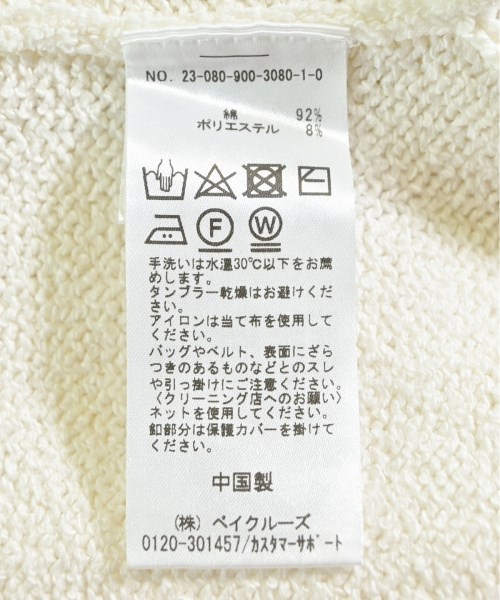 NO. 23-080-900-3080-1-0
綿 92%
ポリエステル 8%
F
W
手洗いは水温30℃以下をお薦
めします。
タンブラー乾燥はお避けくださ
い。
アイロンは当て布を使用して
ください。
バッグやベルト、表面にざら
つきのあるものなどとのスレ
や引っ掛けにご注意ください。
〈クリーニング店へのお願い〉
ネットを使用してください。
釦部分は保護カバーを掛けて
ください。
中国製
(株) ベイクルーズ
0120-301457/カスタマーサポート